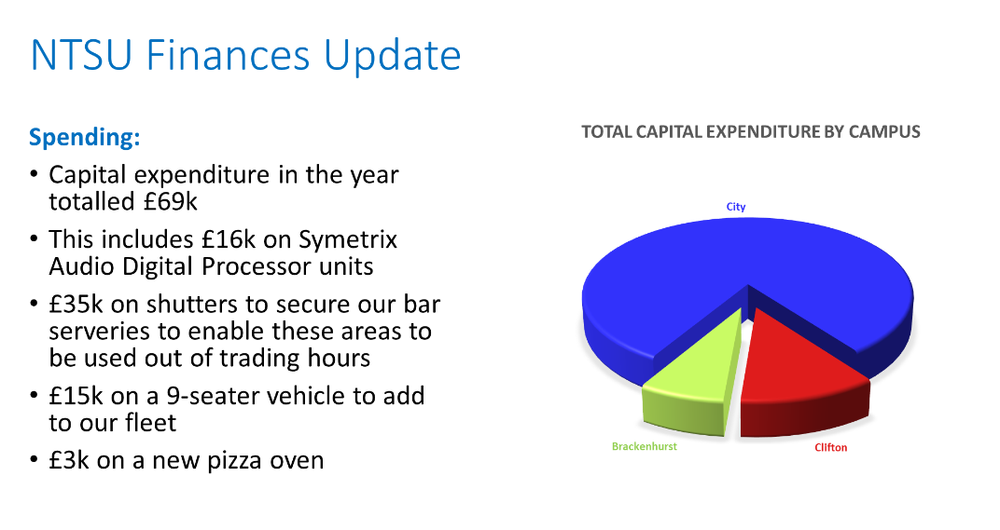 NTSU Finances Update
Spending:
• Capital expenditure in the year
totalled £69k
• This includes £16k on Symetrix
Audio Digital Processor units
• £35k on shutters to secure our bar
serveries to enable these areas to
be used out of trading hours
• £15k on a 9-seater vehicle to add
to our fleet
• £3k on a new pizza oven
TOTAL CAPITAL EXPENDITURE BY CAMPUS
City
Brackenhurst
Clifton